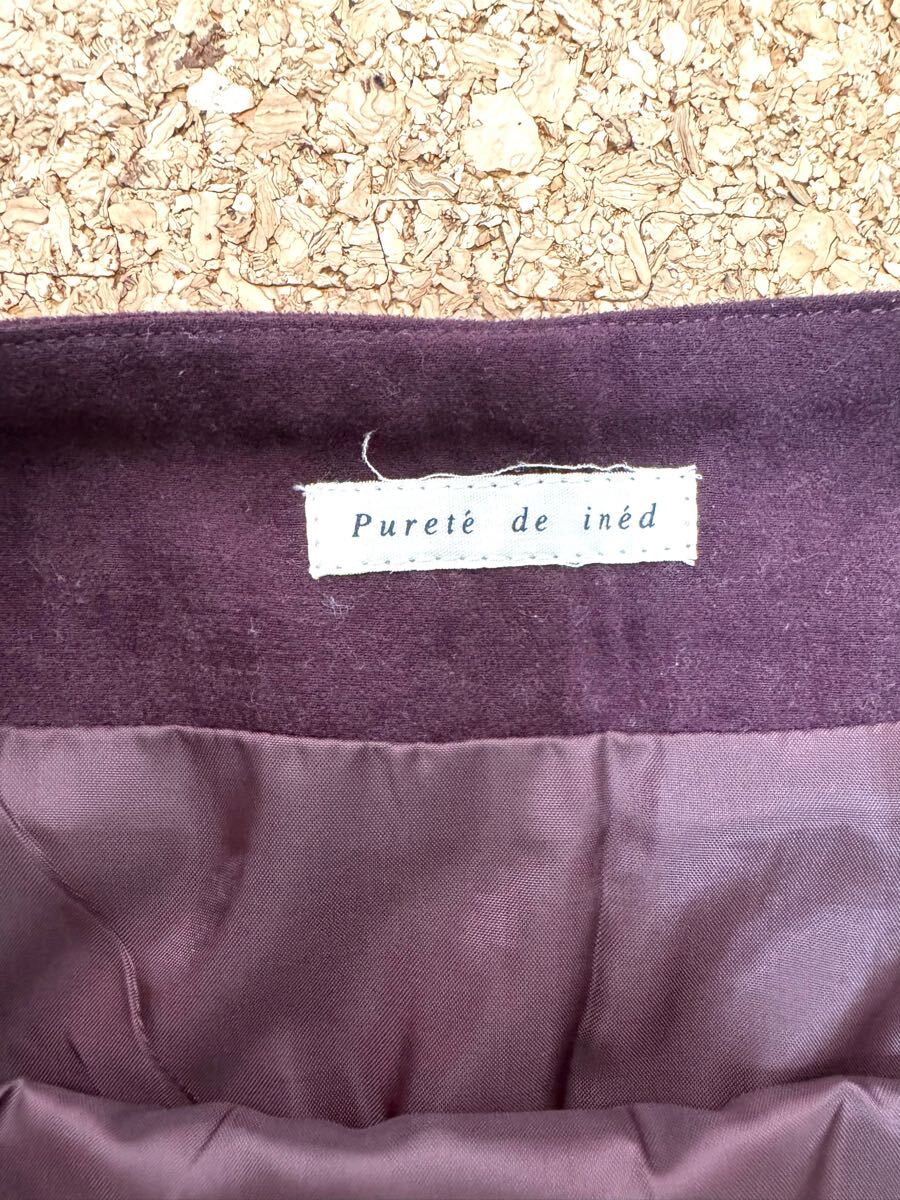 Pureté de inéd